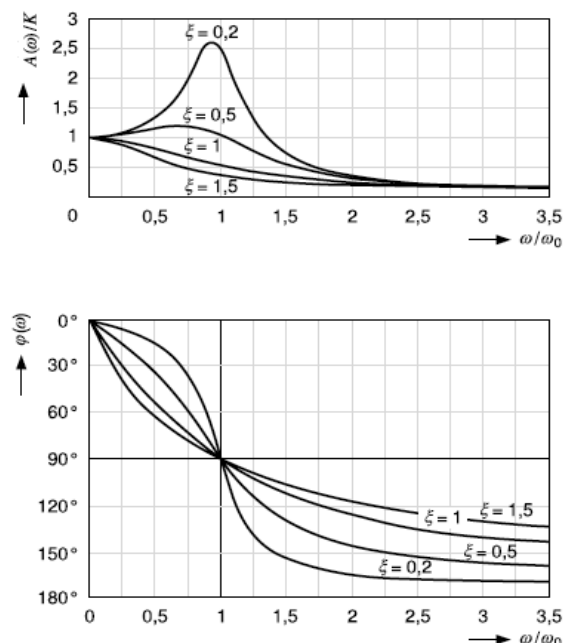 A(ω)/K
3
2,5
2
1,5
1
0,5
ξ = 0,2
ξ = 0,5
ξ = 1
ξ = 1,5
0 0,5 1 1,5 2 2,5 3 3,5
ω/ω₀
φ(ω)
0°
30°
60°
90°
120°
150°
180°
ξ = 1,5
ξ = 1
ξ = 0,5
ξ = 0,2
0 0,5 1 1,5 2 2,5 3 3,5
ω/ω₀